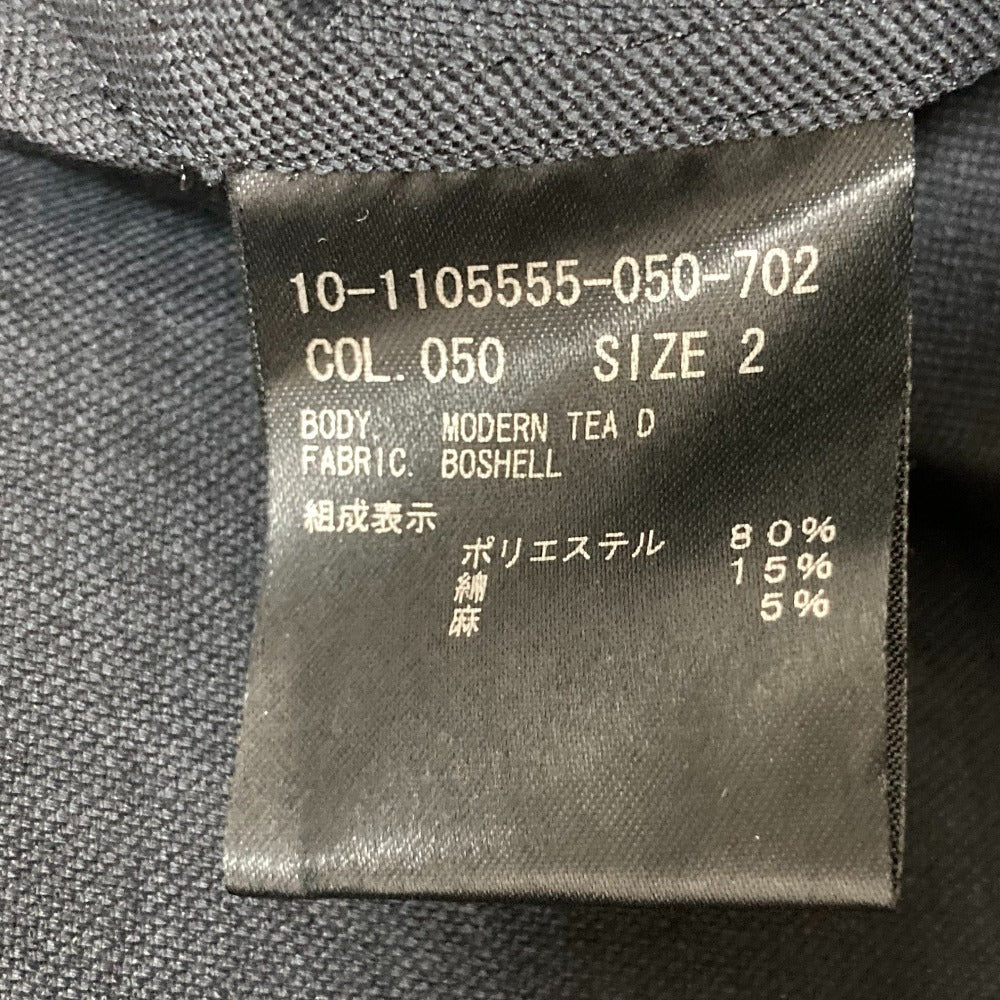 10-1105555-050-702
COL. 050 SIZE 2
BODY. MODERN TEA D
FABRIC. BOSHELL
組成表示
ポリエステル 80%
綿 15%
麻 5%